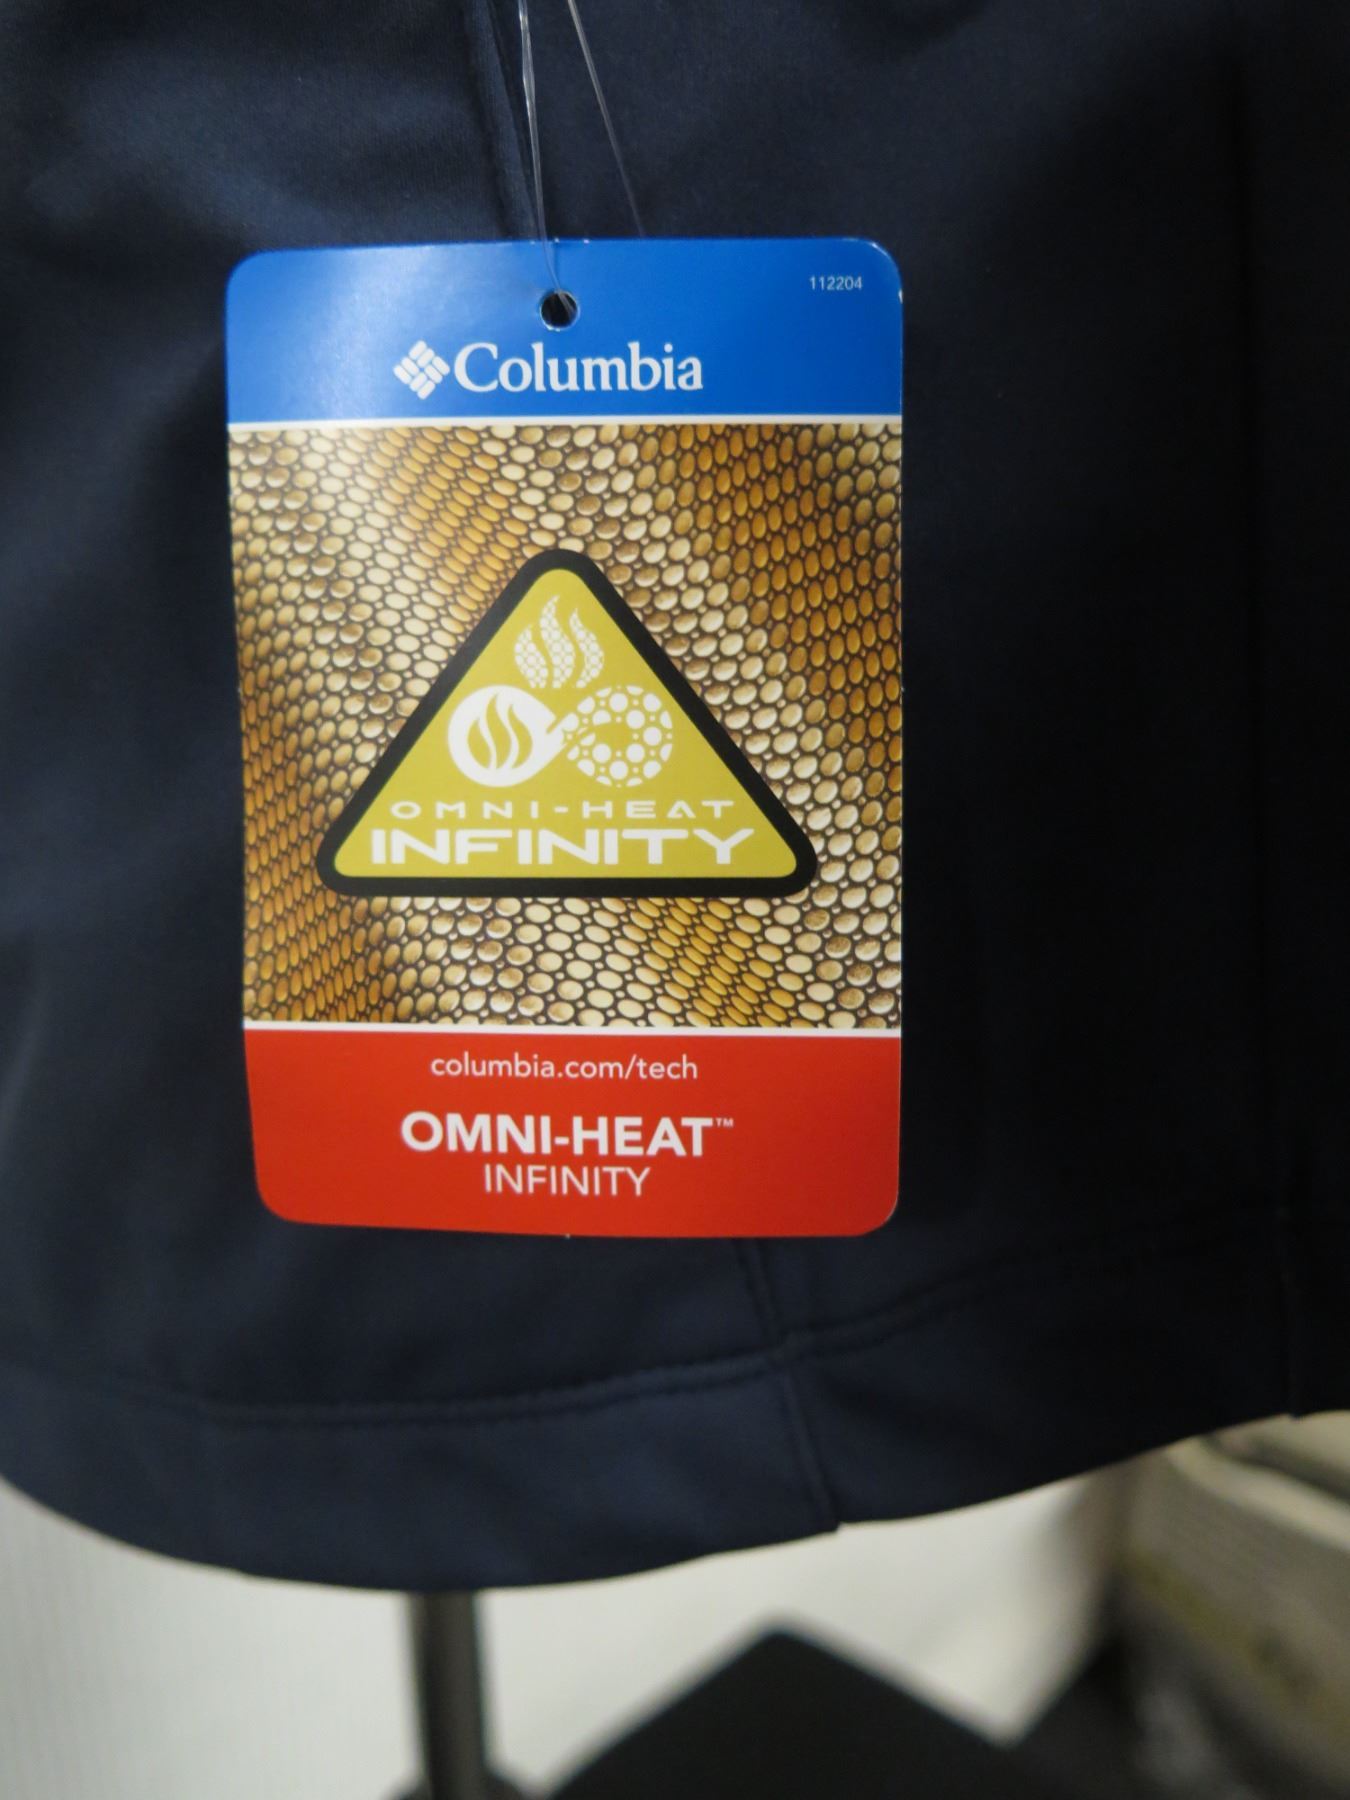 112204
Columbia
OMNI-HEAT
INFINITY
columbia.com/tech
OMNI-HEAT™
INFINITY